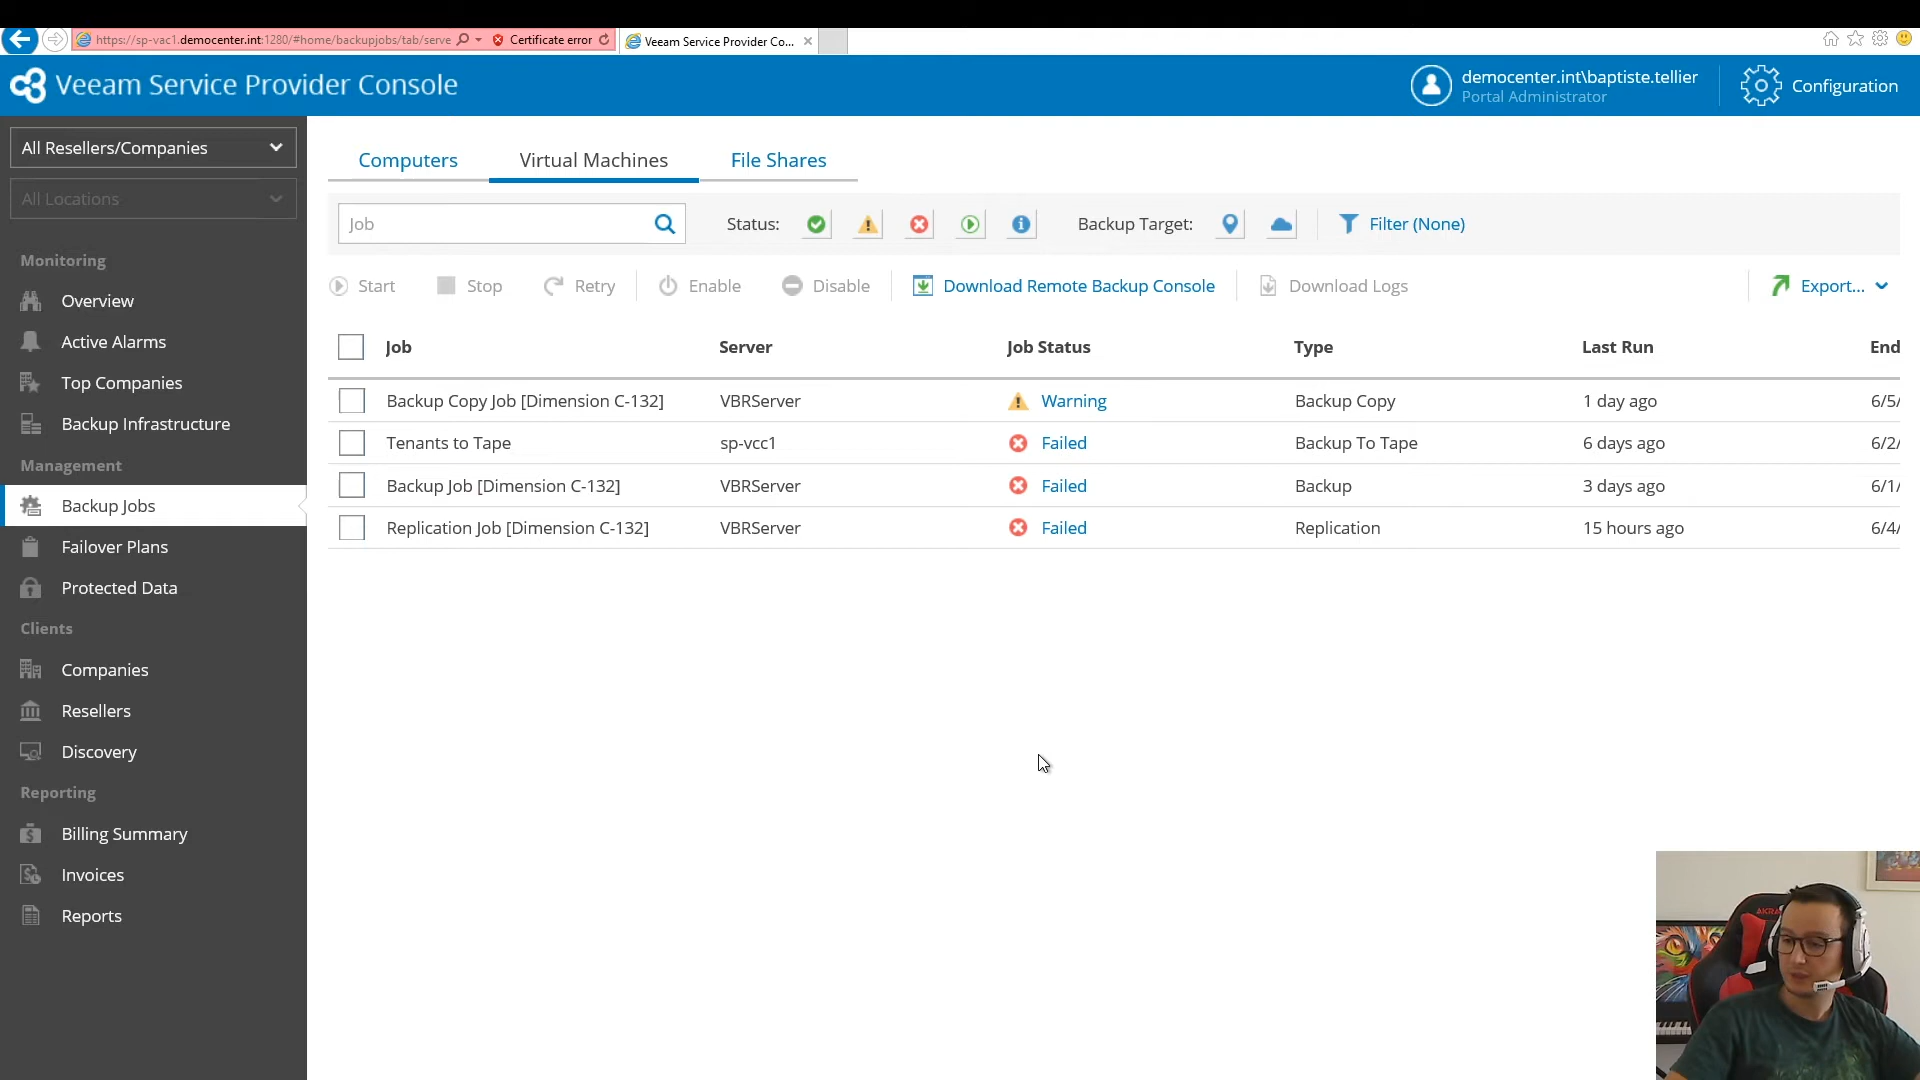 https://sp-vac1.democenter.int:1280/#home/backupjobs/tab/serve
Certificate error
Veeam Service Provider Co...
Veeam Service Provider Console
democenter.int\baptiste.tellier
Portal Administrator
Configuration
All Resellers/Companies
All Locations
Monitoring
Overview
Active Alarms
Top Companies
Backup Infrastructure
Management
Backup Jobs
Failover Plans
Protected Data
Clients
Companies
Resellers
Discovery
Reporting
Billing Summary
Invoices
Reports
Computers Virtual Machines File Shares
Job Status: Backup Target: Filter (None)
Start Stop Retry Enable Disable Download Remote Backup Console Download Logs Export...
Job Server Job Status Type Last Run End
Backup Copy Job [Dimension C-132] VBRServer Warning Backup Copy 1 day ago 6/5/
Tenants to Tape sp-vcc1 Failed Backup To Tape 6 days ago 6/2/
Backup Job [Dimension C-132] VBRServer Failed Backup 3 days ago 6/1/
Replication Job [Dimension C-132] VBRServer Failed Replication 15 hours ago 6/4/